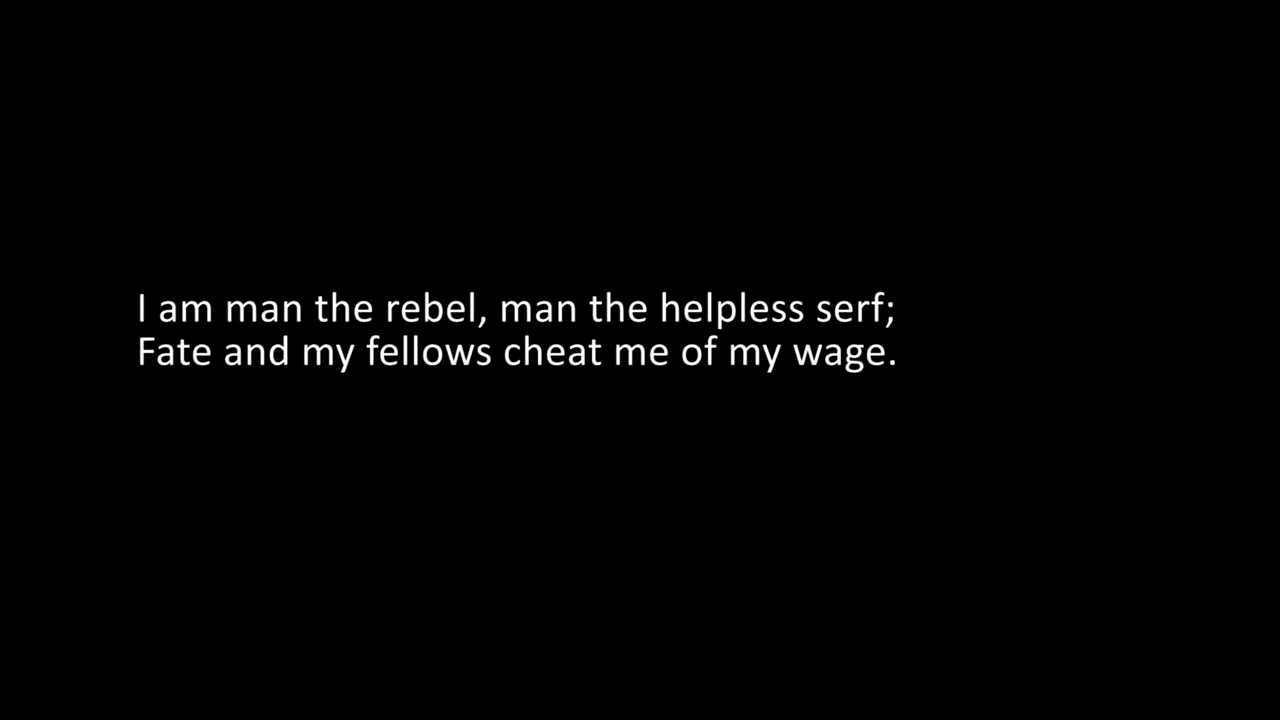 I am man the rebel, man the helpless serf;
Fate and my fellows cheat me of my wage.